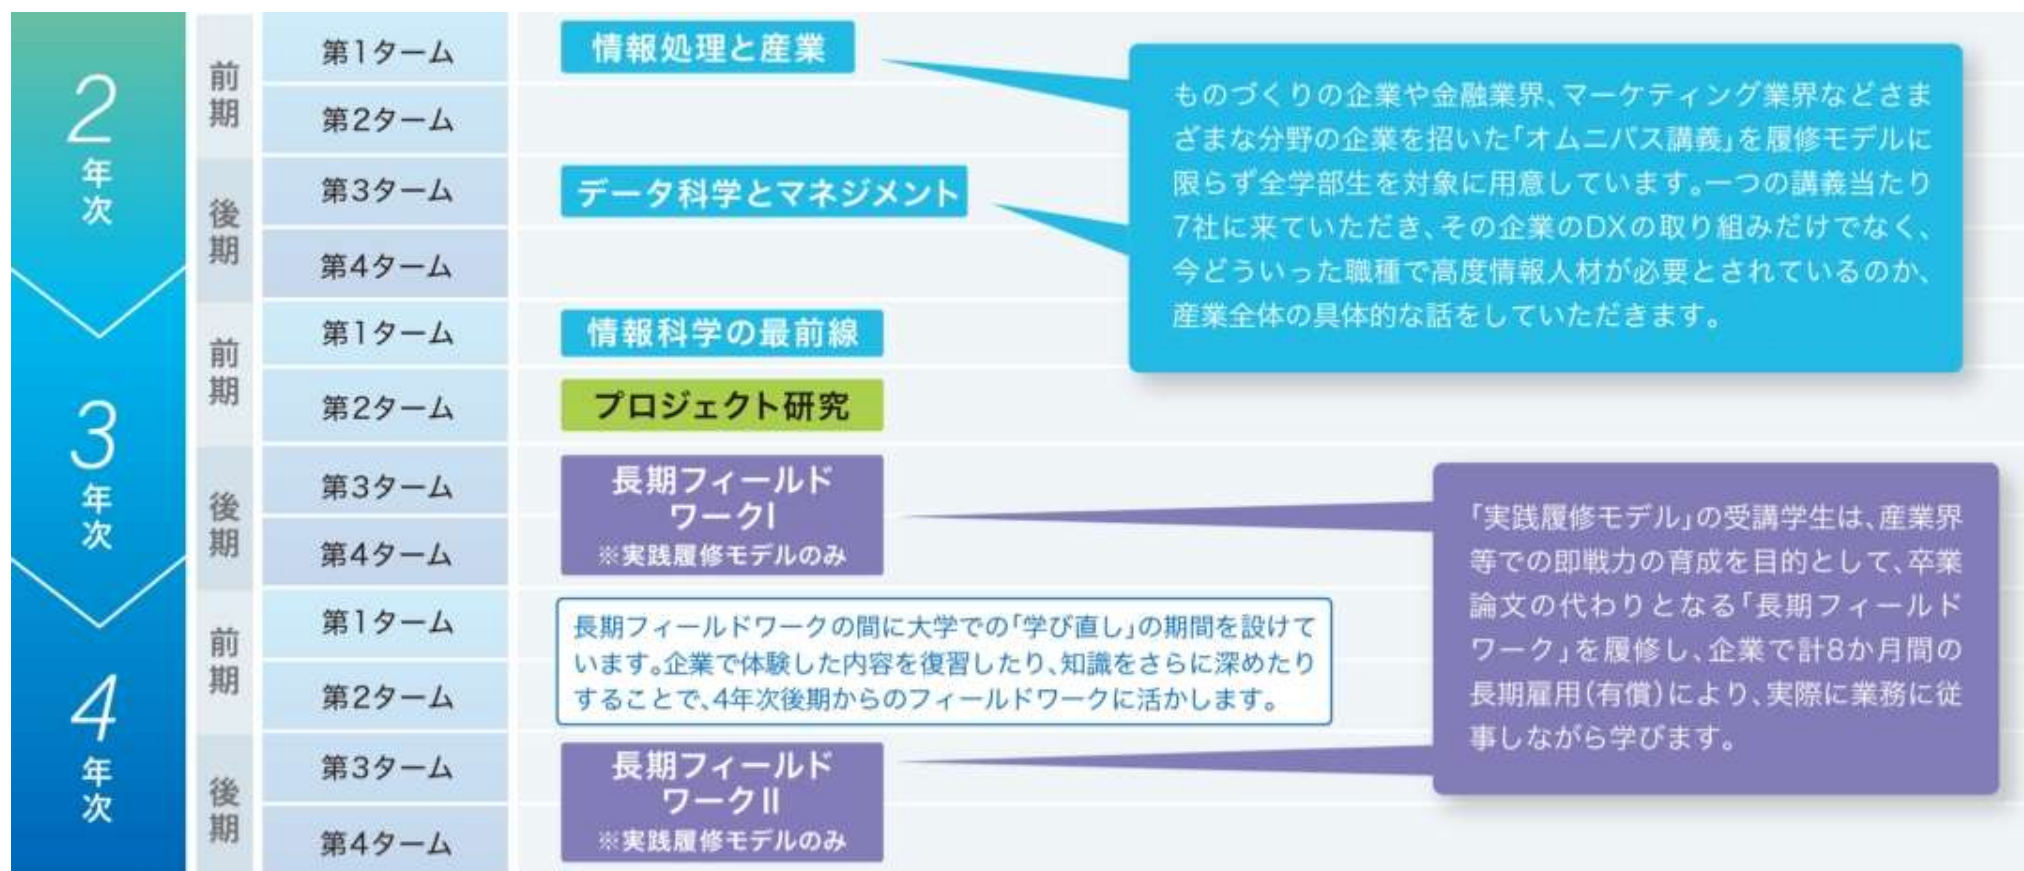 2年次
前期
第1ターム
情報処理と産業
第2ターム
後期
第3ターム
データ科学とマネジメント
第4ターム
ものづくりの企業や金融業界、マーケティング業界などさま
ざまな分野の企業を招いた「オムニバス講義」を履修モデルに
限らず全学部生を対象に用意しています。一つの講義当たり
7社に来ていただき、その企業のDXの取り組みだけでなく、
今どういった職種で高度情報人材が必要とされているのか、
産業全体の具体的な話をしていただきます。
3年次
前期
第1ターム
情報科学の最前線
第2ターム
プロジェクト研究
後期
第3ターム
第4ターム
長期フィールド
ワークI
※実践履修モデルのみ
「実践履修モデル」の受講学生は、産業界
等での即戦力の育成を目的として、卒業
論文の代わりとなる「長期フィールド
ワーク」を履修し、企業で計8か月間の
長期雇用(有償)により、実際に業務に従
事しながら学びます。
4年次
前期
第1ターム
第2ターム
長期フィールドワークの間に大学での「学び直し」の期間を設けて
います。企業で体験した内容を復習したり、知識をさらに深めたり
することで、4年次後期からのフィールドワークに活かします。
後期
第3ターム
第4ターム
長期フィールド
ワークII
※実践履修モデルのみ